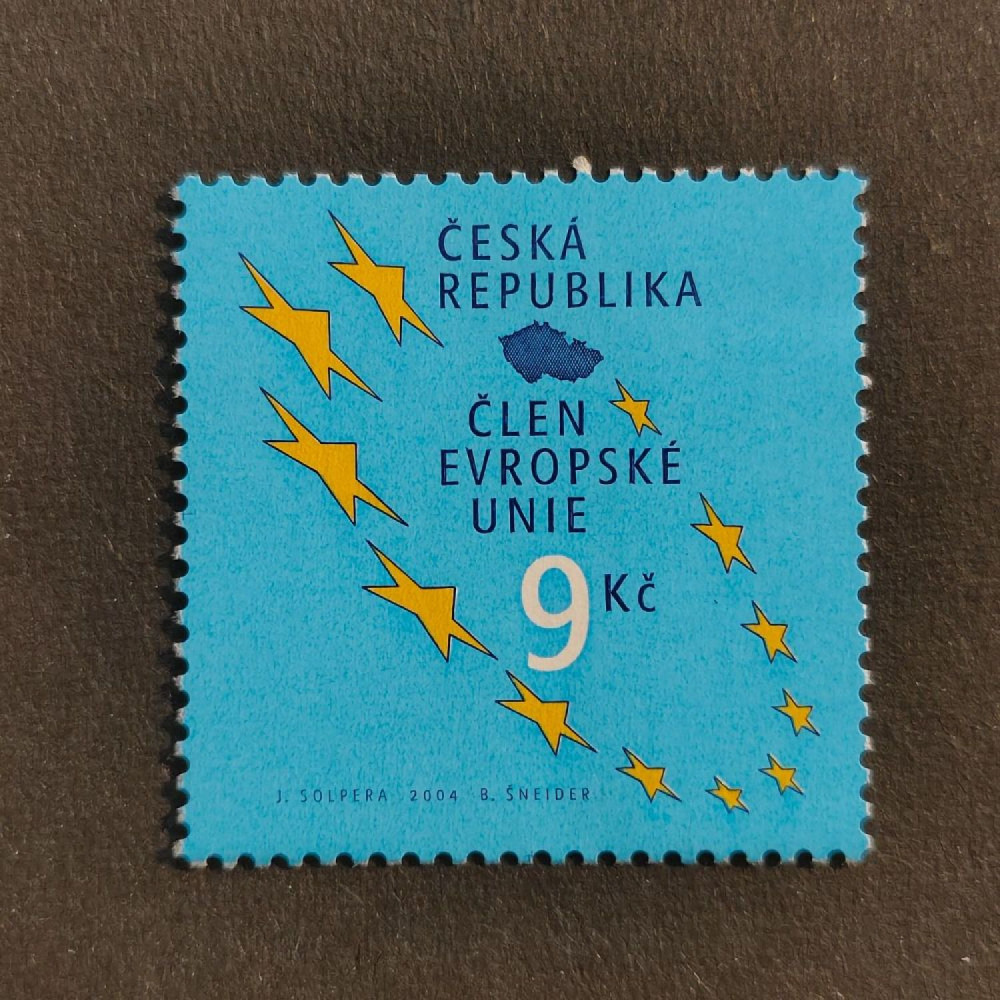 ČESKÁ
REPUBLIKA
ČLEN
EVROPSKÉ
UNIE
9 Kč
J. SOLPERA 2004 B. ŠNEIDER